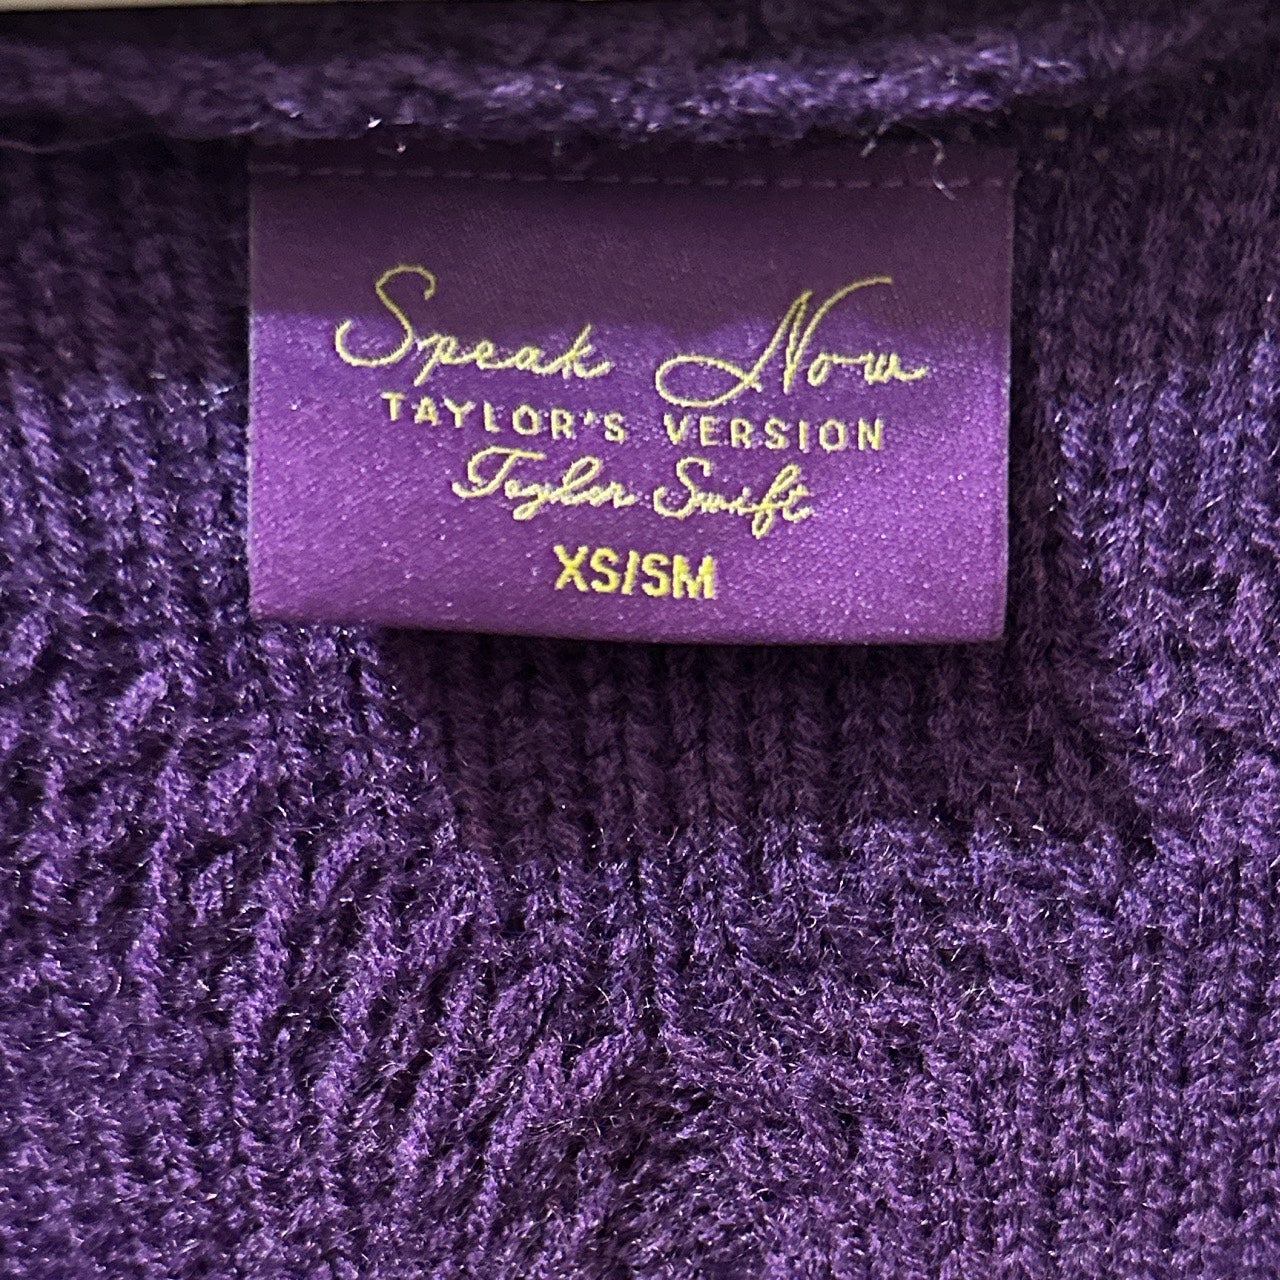 Speak Now
TAYLOR'S VERSION
Taylor Swift
XS/SM